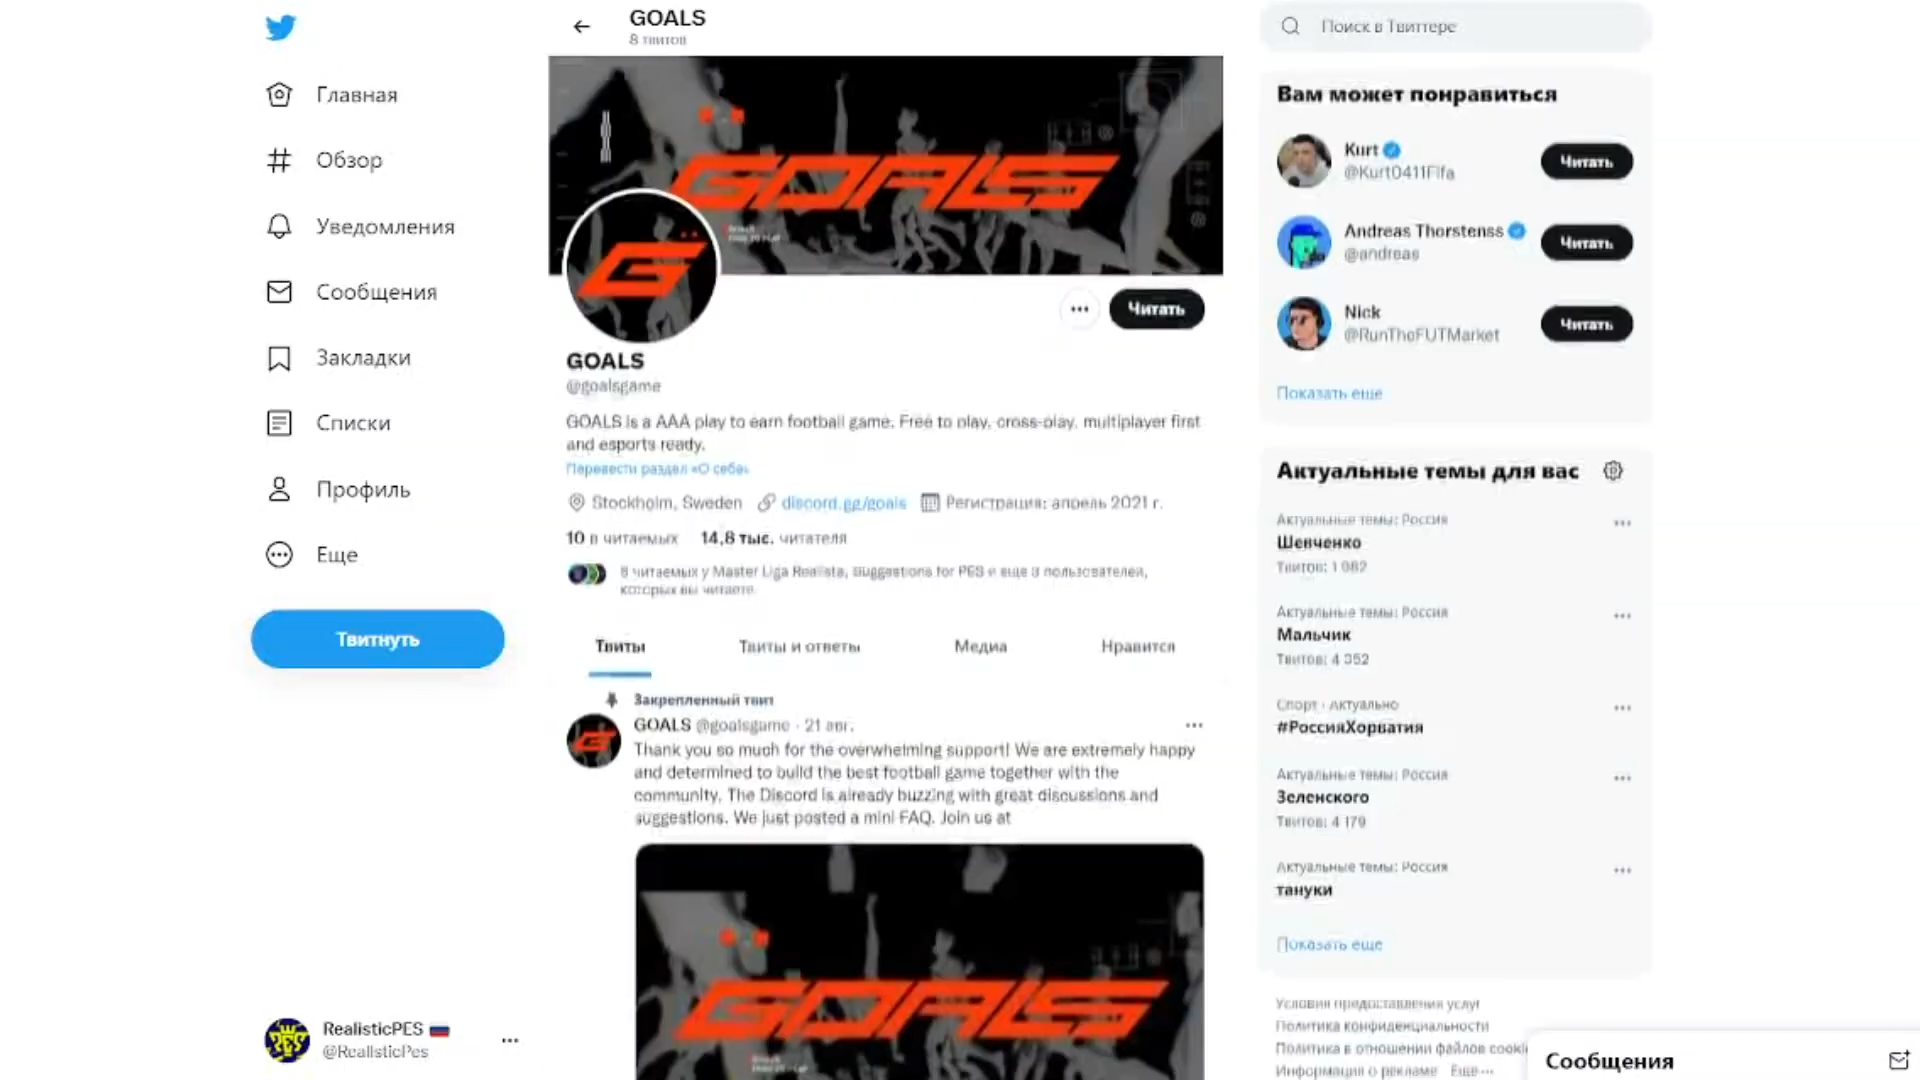 GOALS
8 твитов
Поиск в Твиттере
Главная
Обзор
Уведомления
Сообщения
Закладки
Списки
Профиль
Еще
Твитнуть
RealisticPES
@RealisticPes
GOALS
G
Читать
GOALS
@goalsgame
GOALS is a AAA play to earn football game. Free to play, cross-play, multiplayer first
and esports ready.
Перевести раздел «О себе»
Stockholm, Sweden discord.gg/goals Регистрация: апрель 2021 г.
10 в читаемых 14,8 тыс. читателя
читаемых у Master Liga Realista, Suggestions for PES и еще 3 пользователей,
которых вы читаете
Твиты Твиты и ответы Медиа Нравится
Закрепленный твит
GOALS @goalsgame · 21 авг.
Thank you so much for the overwhelming support! We are extremely happy
and determined to build the best football game together with the
community. The Discord is already buzzing with great discussions and
suggestions. We just posted a mini FAQ. Join us at
G
GOALS
Вам может понравиться
Kurt
@Kurt0411Fifa
Читать
Andreas Thorstenss
@andreas
Читать
Nick
@RunTheFUTMarket
Читать
Показать еще
Актуальные темы для вас
Актуальные темы: Россия
Шевченко
Твитов: 1 082
Актуальные темы: Россия
Мальчик
Твитов: 4 352
Спорт · Актуально
#РоссияХорватия
Актуальные темы: Россия
Зеленского
Твитов: 4 179
Актуальные темы: Россия
тануки
Показать еще
Условия предоставления услуг
Политика конфиденциальности
Политика в отношении файлов cookie
Информация о рекламе Еще ···
Сообщения